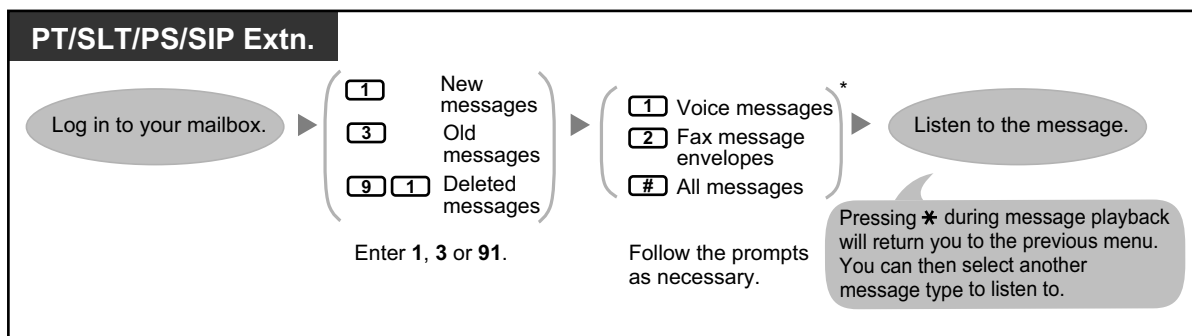 PT/SLT/PS/SIP Extn.
Log in to your mailbox.
1 New
messages
3 Old
messages
9 1 Deleted
messages
Enter 1, 3 or 91.
*
1 Voice messages
2 Fax message
envelopes
# All messages
Follow the prompts
as necessary.
Listen to the message.
Pressing * during message playback
will return you to the previous menu.
You can then select another
message type to listen to.